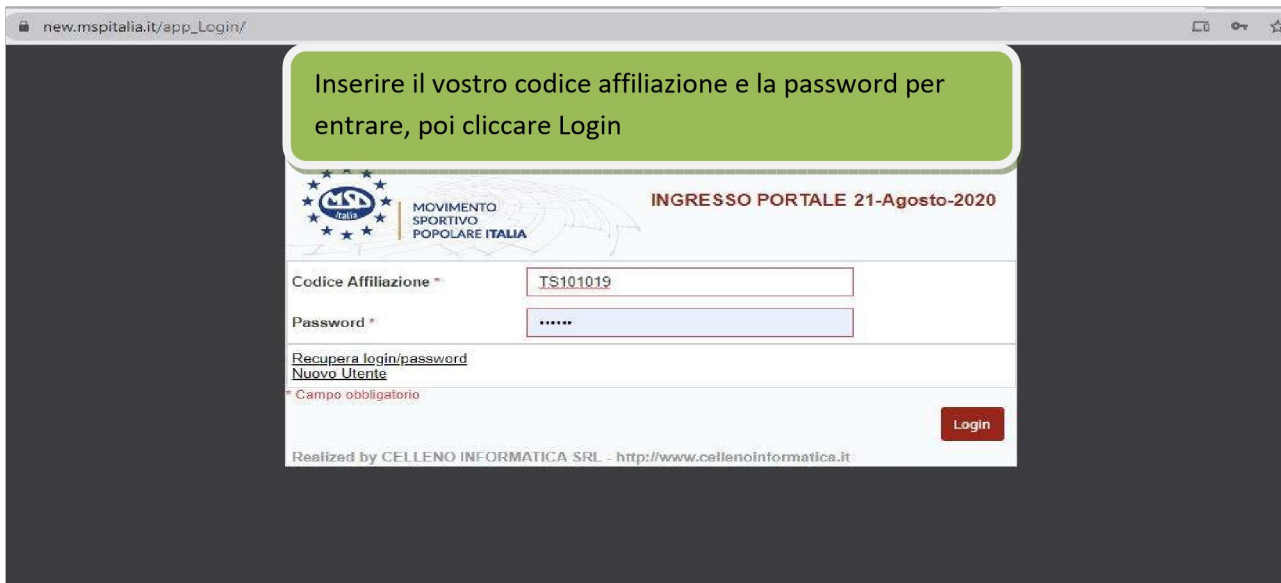 new.mspitalia.it/app_Login/
Inserire il vostro codice affiliazione e la password per
entrare, poi cliccare Login
MSP
Italia
MOVIMENTO
SPORTIVO
POPOLARE ITALIA
INGRESSO PORTALE 21-Agosto-2020
Codice Affiliazione *
TS101019
Password *
••••••
Recupera login/password
Nuovo Utente
* Campo obbligatorio
Login
Realized by CELLENO INFORMATICA SRL - http://www.cellenoinformatica.it